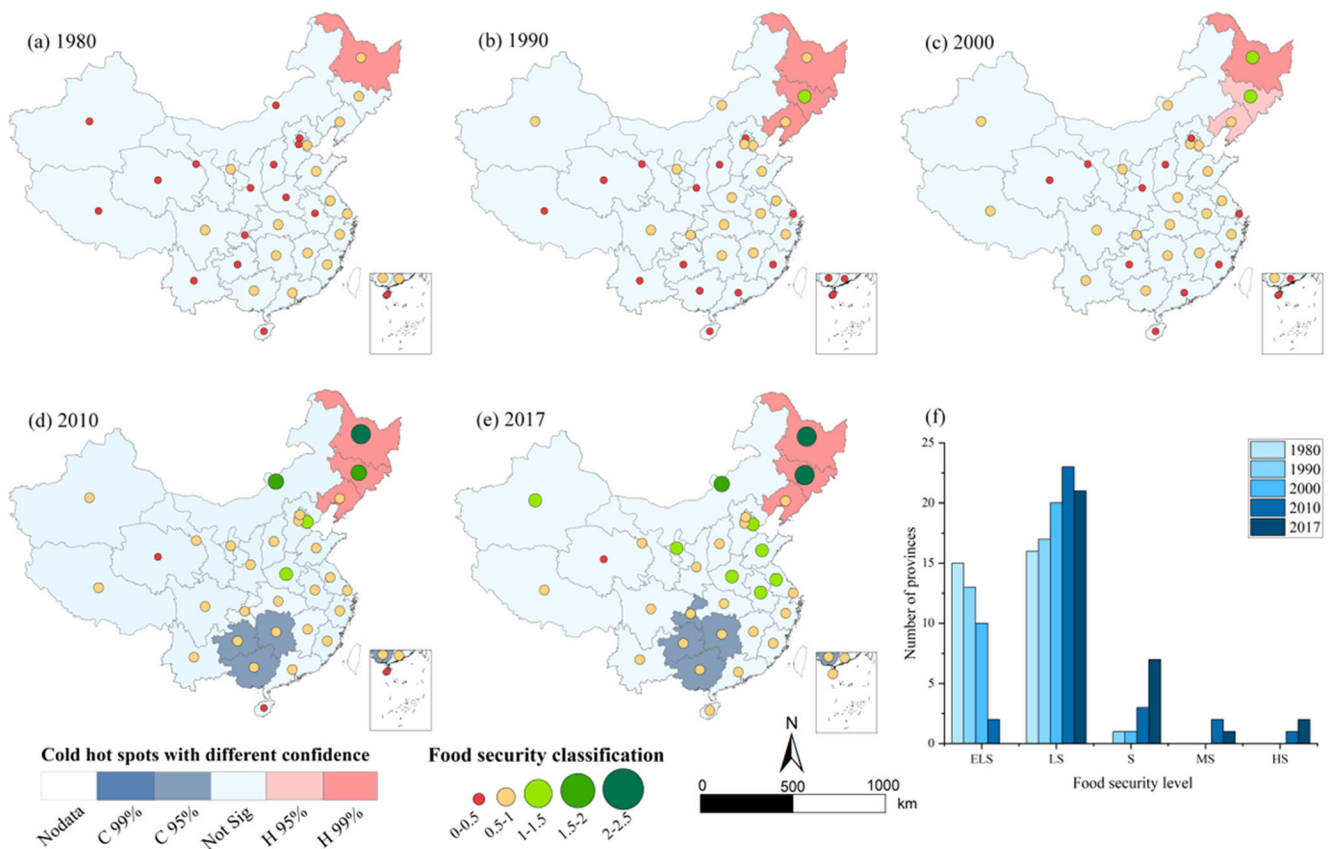 (a) 1980
(b) 1990
(c) 2000
(d) 2010
(e) 2017
(f)
25
20
15
10
5
0
Number of provinces
ELS
LS
S
MS
HS
Food security level
1980
1990
2000
2010
2017
Cold hot spots with different confidence
Nodata
C 99%
C 95%
Not Sig
H 95%
H 99%
Food security classification
0-0.5
0.5-1
1-1.5
1.5-2
2-2.5
N
0
500
1000
km